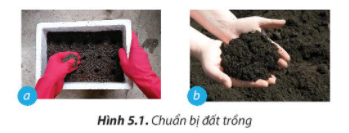 a
b
Hình 5.1. Chuẩn bị đất trồng